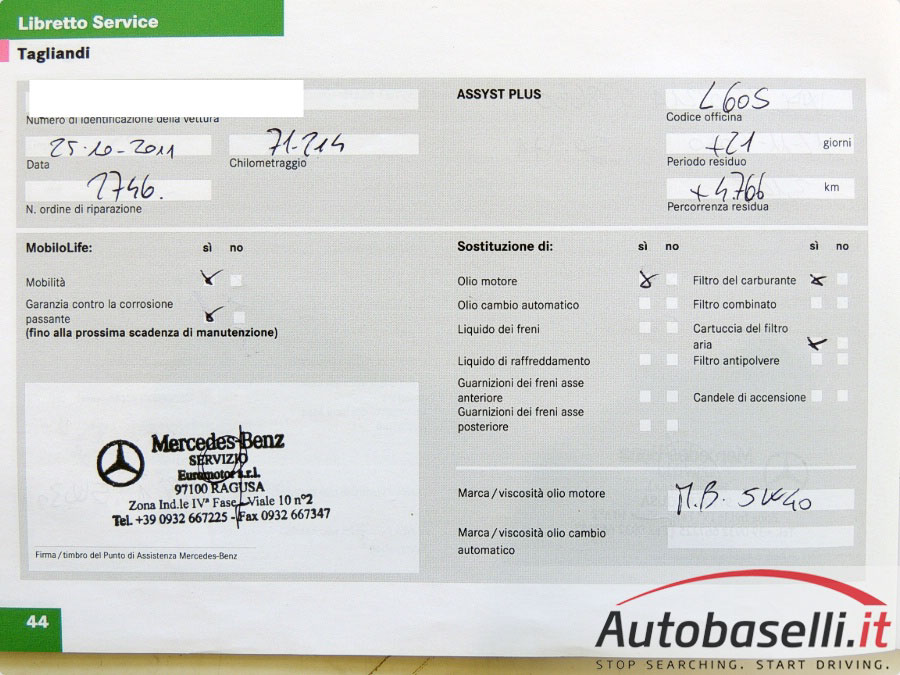 Libretto Service
Tagliandi
Numero di identificazione della vettura
25-10-2011
Data
71.214
Chilometraggio
2746.
N. ordine di riparazione
ASSYST PLUS
L60S
Codice officina
+21 giorni
Periodo residuo
+4.766 km
Percorrenza residua
MobiloLife: sì no
Mobilità
Garanzia contro la corrosione
passante
(fino alla prossima scadenza di manutenzione)
Mercedes-Benz
SERVIZIO
Euromotor s.r.l.
97100 RAGUSA
Zona Ind.le IVª Fase - Viale 10 n°2
Tel. +39 0932 667225 - Fax 0932 667347
Firma/timbro del Punto di Assistenza Mercedes-Benz
Sostituzione di: sì no sì no
Olio motore
Olio cambio automatico
Liquido dei freni
Liquido di raffreddamento
Guarnizioni dei freni asse
anteriore
Guarnizioni dei freni asse
posteriore
Filtro del carburante
Filtro combinato
Cartuccia del filtro
aria
Filtro antipolvere
Candele di accensione
Marca/viscosità olio motore
M.B. 5W40
Marca/viscosità olio cambio
automatico
44
Autobaselli.it
STOP SEARCHING. START DRIVING.